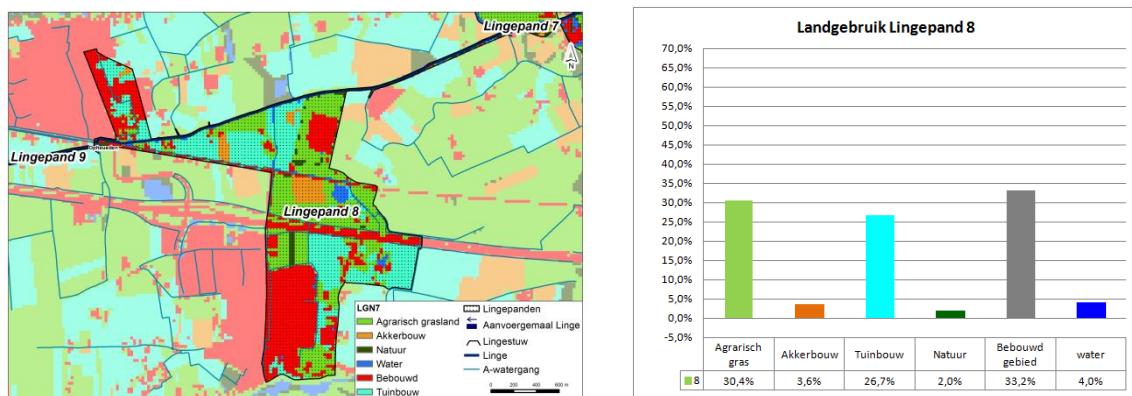 Lingepand 7
N
Lingepand 9
Lingepand 8
LGN7
Agrarisch grasland
Akkerbouw
Natuur
Water
Bebouwd
Tuinbouw
Lingepanden
Aanvoergemaal Linge
Lingestuw
Linge
A-watergang
0 200 400 600 m
Landgebruik Lingepand 8
70,0%
65,0%
60,0%
55,0%
50,0%
45,0%
40,0%
35,0%
30,0%
25,0%
20,0%
15,0%
10,0%
5,0%
0,0%
-5,0%
Agrarisch gras Akkerbouw Tuinbouw Natuur Bebouwd gebied water
8 30,4% 3,6% 26,7% 2,0% 33,2% 4,0%